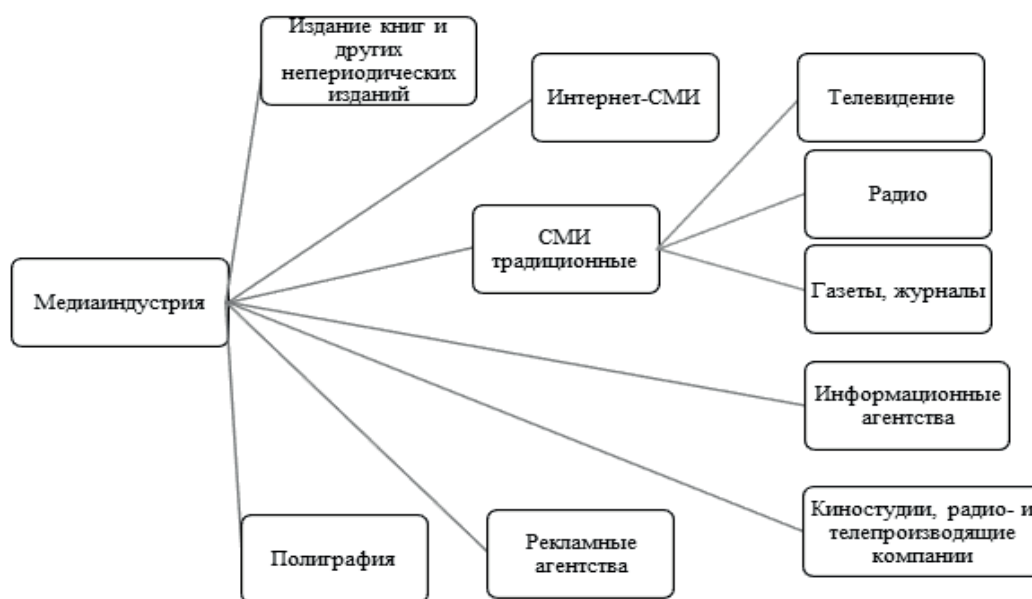 Издание книг и
других
непериодических
изданий
Интернет-СМИ
Телевидение
Радио
СМИ
традиционные
Газеты, журналы
Медиаиндустрия
Информационные
агентства
Киностудии, радио- и
телепроизводящие
компании
Полиграфия
Рекламные
агентства